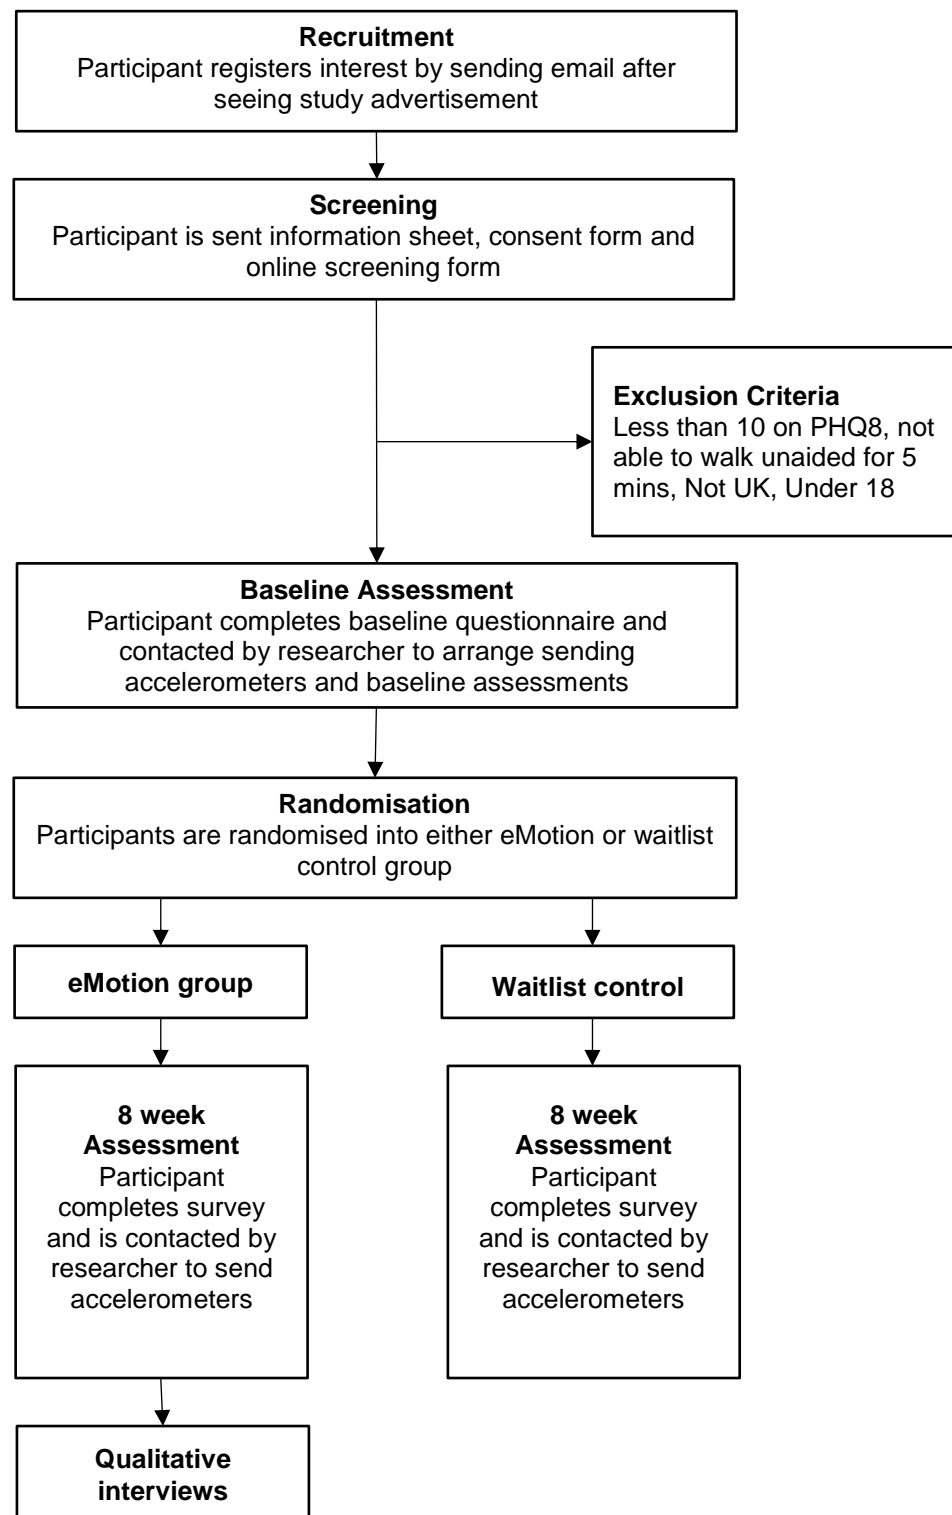 Recruitment
Participant registers interest by sending email after
seeing study advertisement
Screening
Participant is sent information sheet, consent form and
online screening form
Exclusion Criteria
Less than 10 on PHQ8, not
able to walk unaided for 5
mins, Not UK, Under 18
Baseline Assessment
Participant completes baseline questionnaire and
contacted by researcher to arrange sending
accelerometers and baseline assessments
Randomisation
Participants are randomised into either eMotion or waitlist
control group
eMotion group
Waitlist control
8 week
Assessment
Participant
completes survey
and is contacted by
researcher to send
accelerometers
8 week
Assessment
Participant
completes survey
and is contacted by
researcher to send
accelerometers
Qualitative
interviews